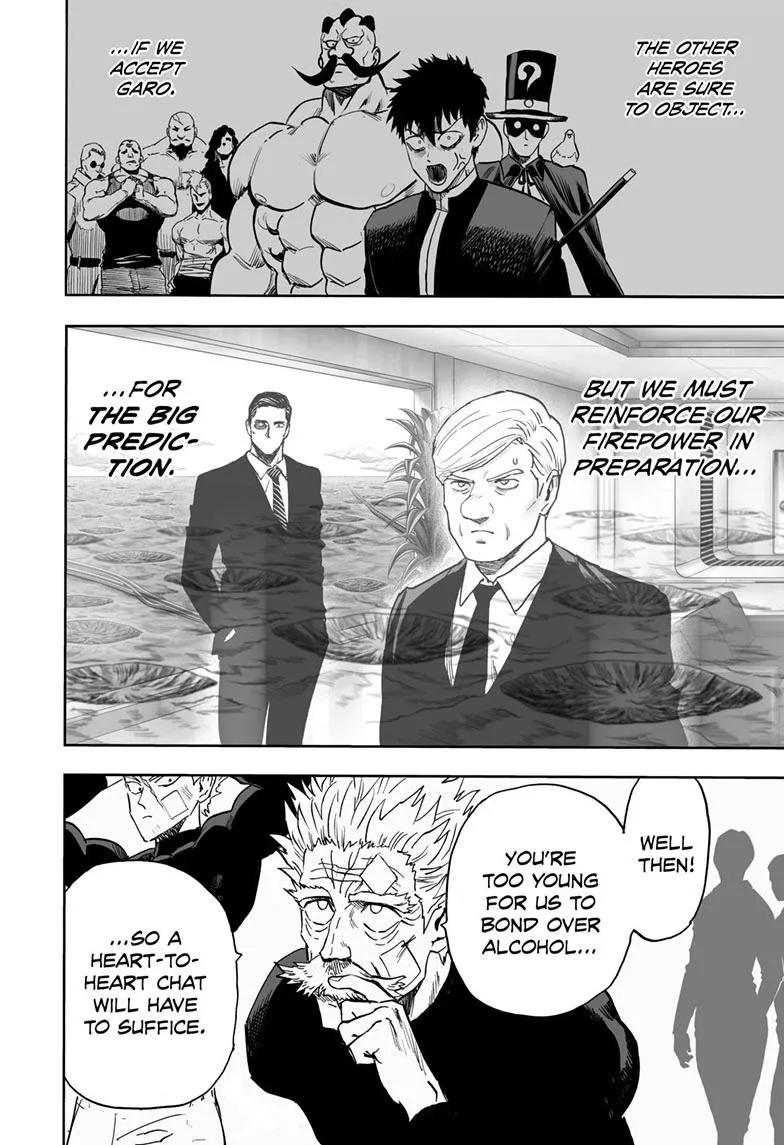 THE OTHER
HEROES
ARE SURE
TO OBJECT...
...IF WE
ACCEPT
GARO.
BUT WE MUST
REINFORCE OUR
FIREPOWER IN
PREPARATION...
...FOR
THE BIG
PREDIC-
TION.
WELL
THEN!
YOU'RE
TOO YOUNG
FOR US TO
BOND OVER
ALCOHOL...
...SO A
HEART-TO-
HEART CHAT
WILL HAVE
TO SUFFICE.
?